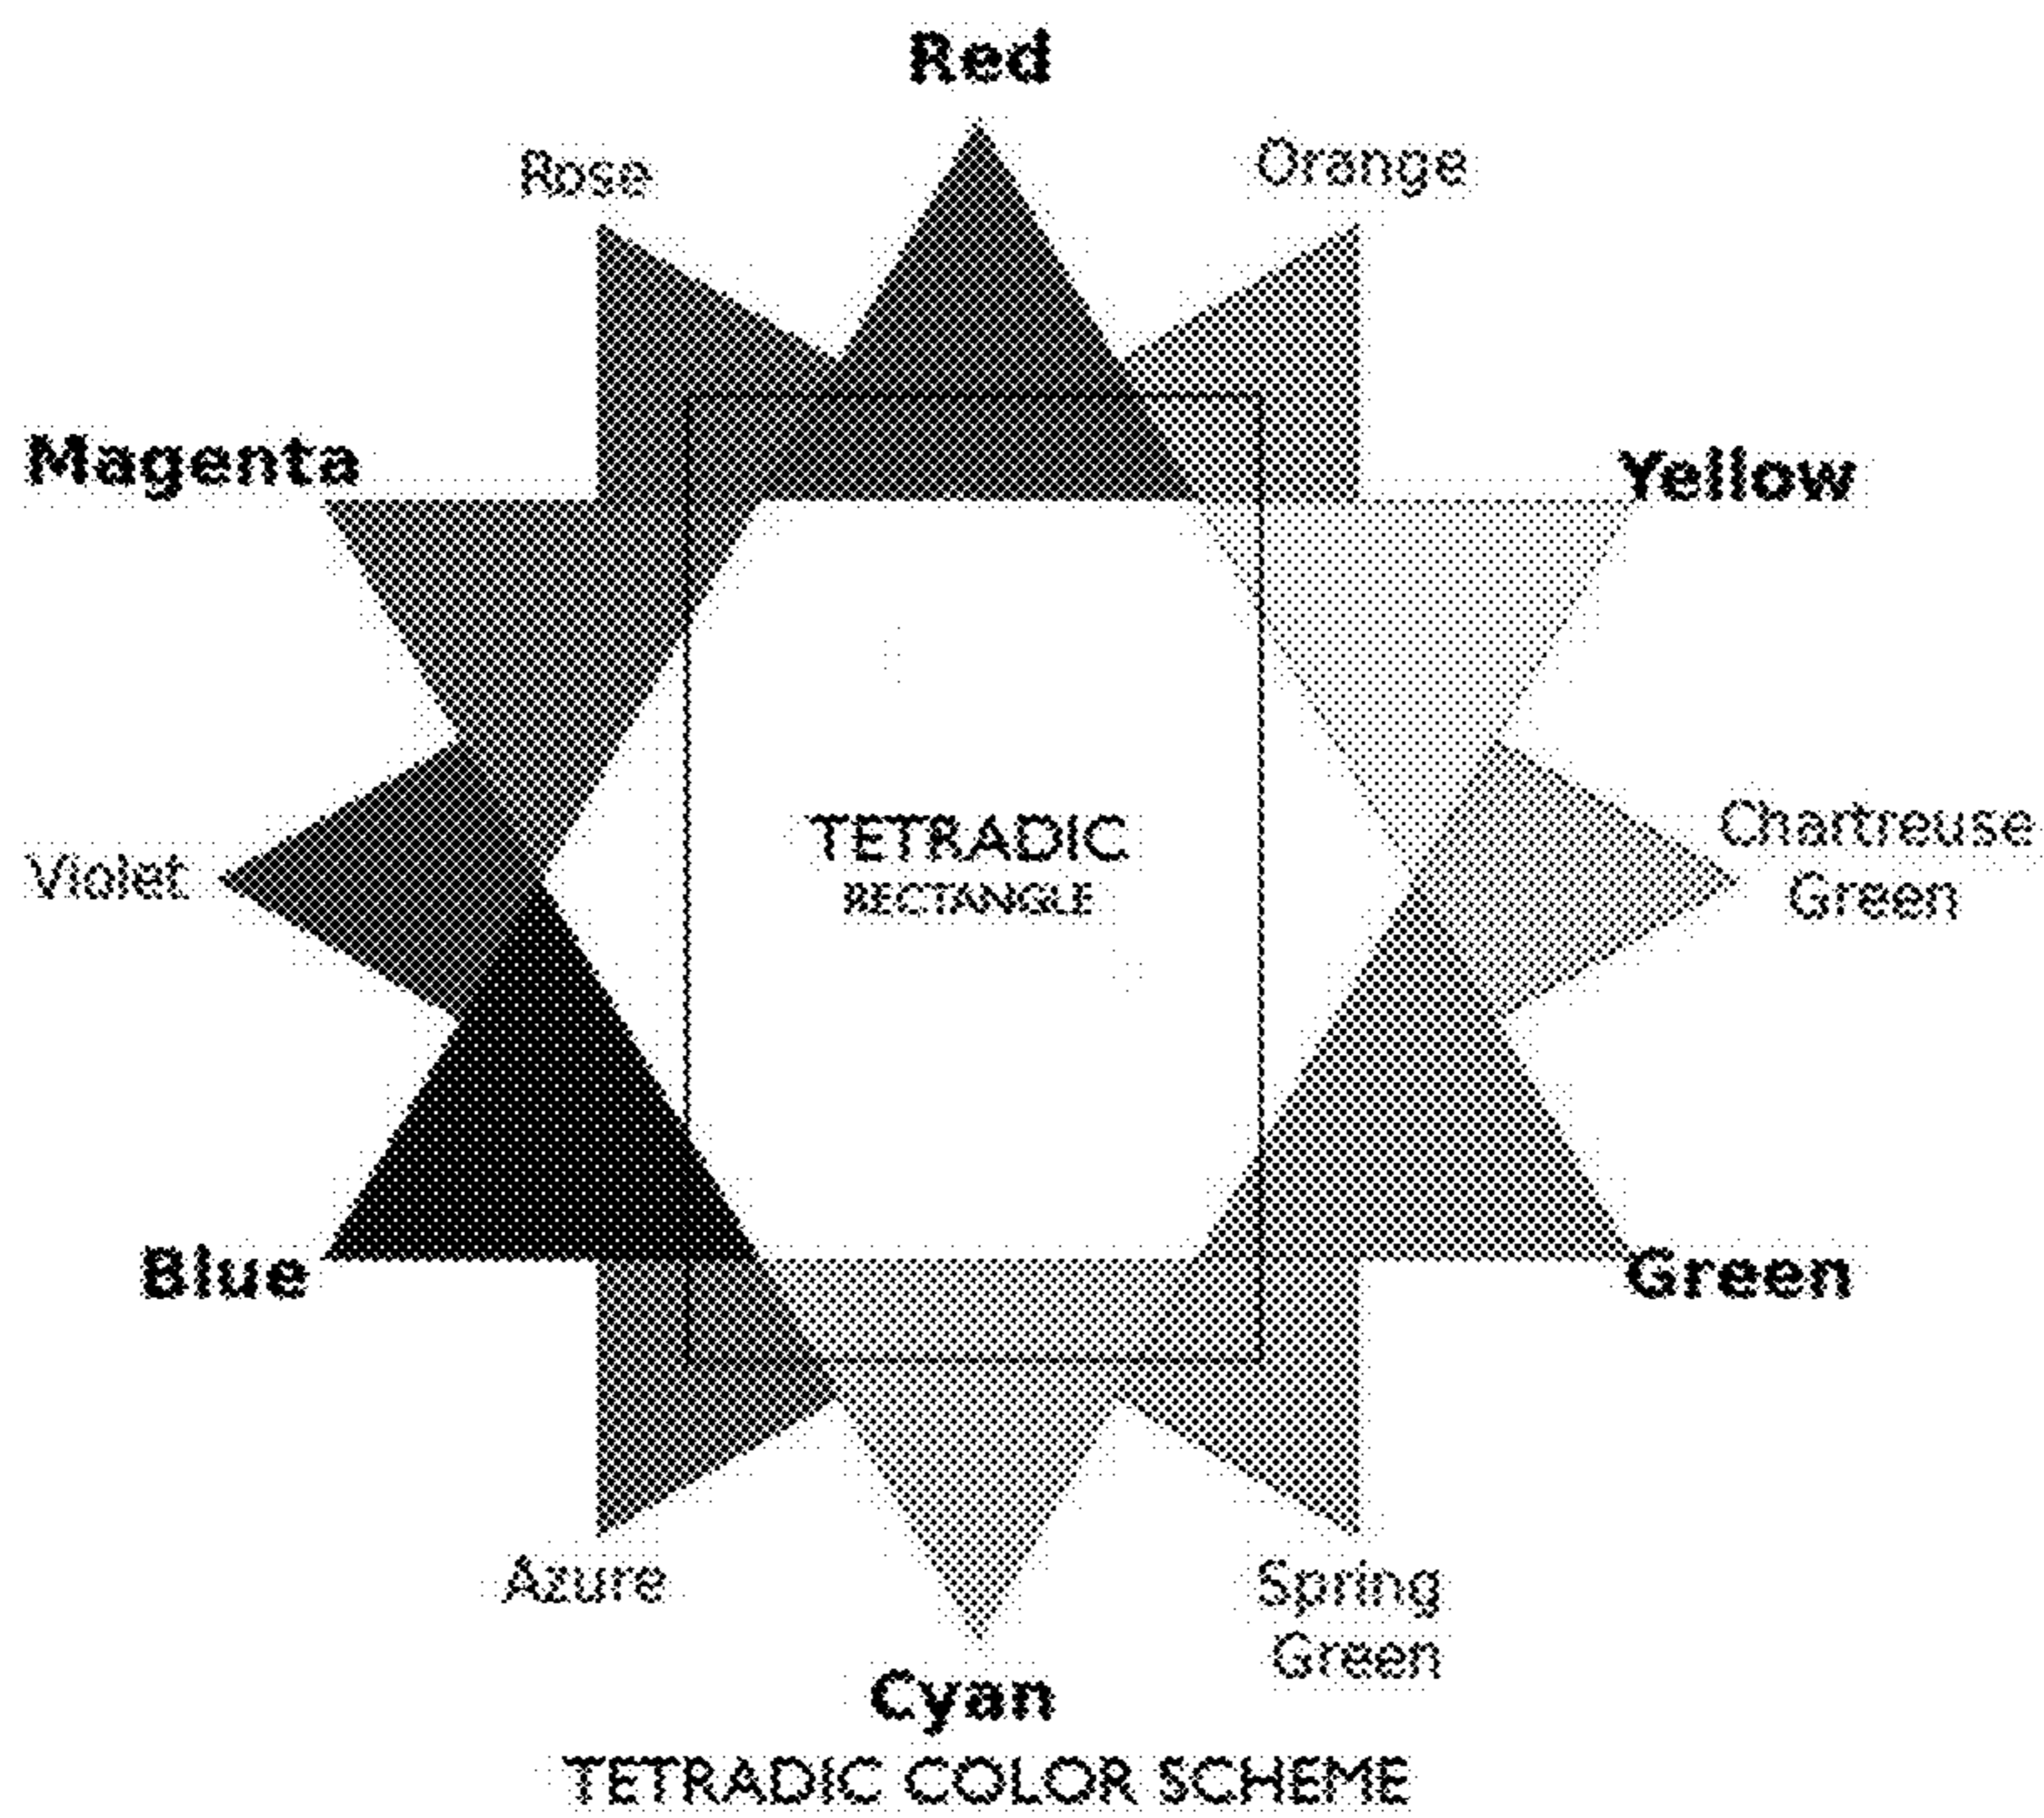 Red
Rose
Orange
Magenta
Yellow
TETRADIC
RECTANGLE
Violet
Chartreuse
Green
Blue
Green
Azure
Spring
Green
Cyan
TETRADIC COLOR SCHEME